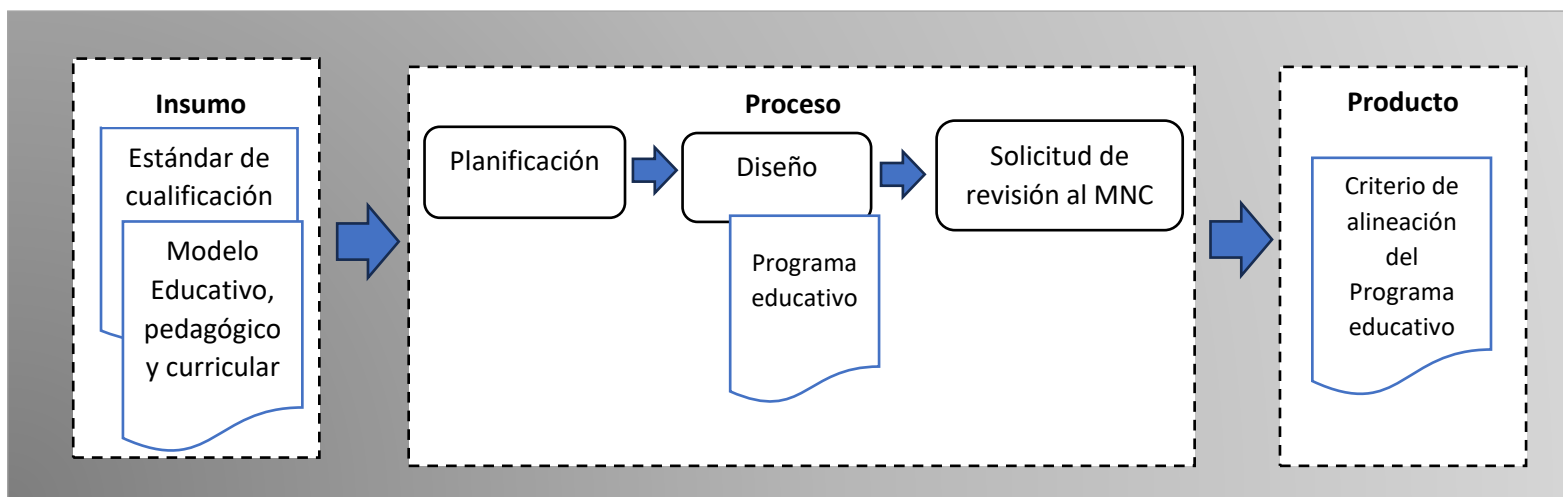 Insumo
Estándar de
cualificación
Modelo
Educativo,
pedagógico
y curricular
Proceso
Planificación
Diseño
Programa
educativo
Solicitud de
revisión al MNC
Producto
Criterio de
alineación
del
Programa
educativo